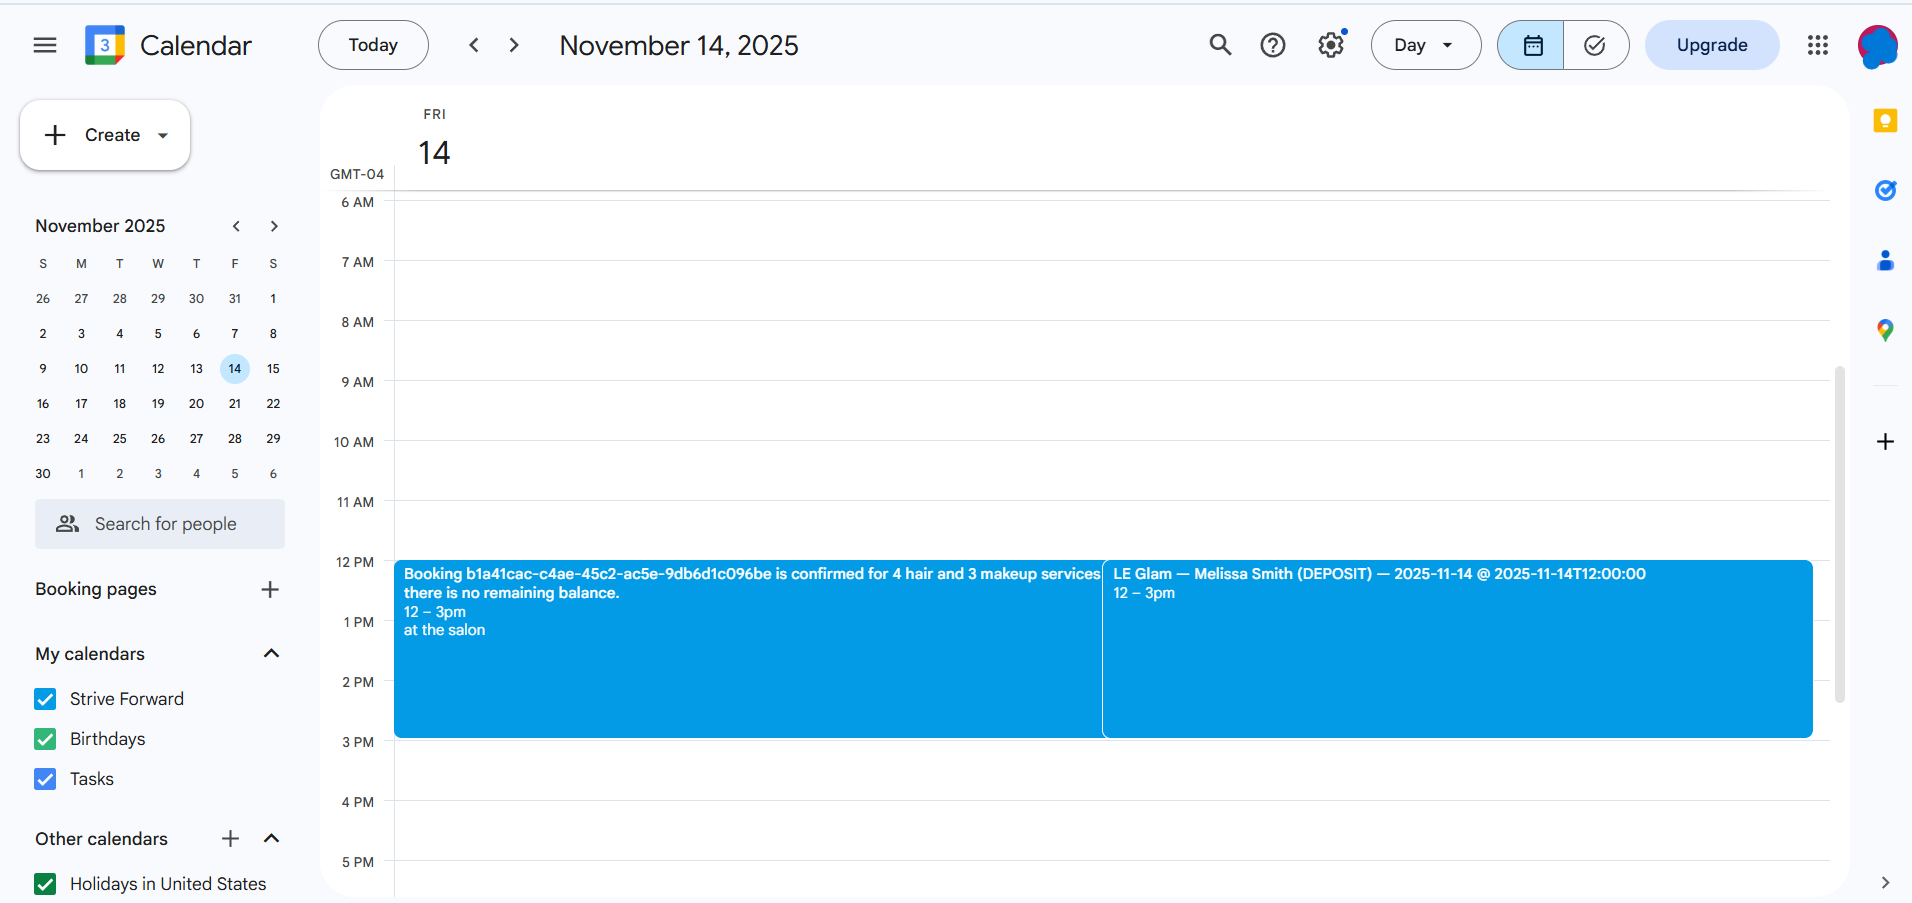 3
Calendar
Today
November 14, 2025
Day
Upgrade
Create
November 2025
S M T W T F S
26 27 28 29 30 31 1
2 3 4 5 6 7 8
9 10 11 12 13 14 15
16 17 18 19 20 21 22
23 24 25 26 27 28 29
30 1 2 3 4 5 6
Search for people
Booking pages
My calendars
Strive Forward
Birthdays
Tasks
Other calendars
Holidays in United States
FRI
14
GMT-04
6 AM
7 AM
8 AM
9 AM
10 AM
11 AM
12 PM
1 PM
2 PM
3 PM
4 PM
5 PM
Booking b1a41cac-c4ae-45c2-ac5e-9db6d1c096be is confirmed for 4 hair and 3 makeup services
there is no remaining balance.
12 – 3pm
at the salon
LE Glam — Melissa Smith (DEPOSIT) — 2025-11-14 @ 2025-11-14T12:00:00
12 – 3pm